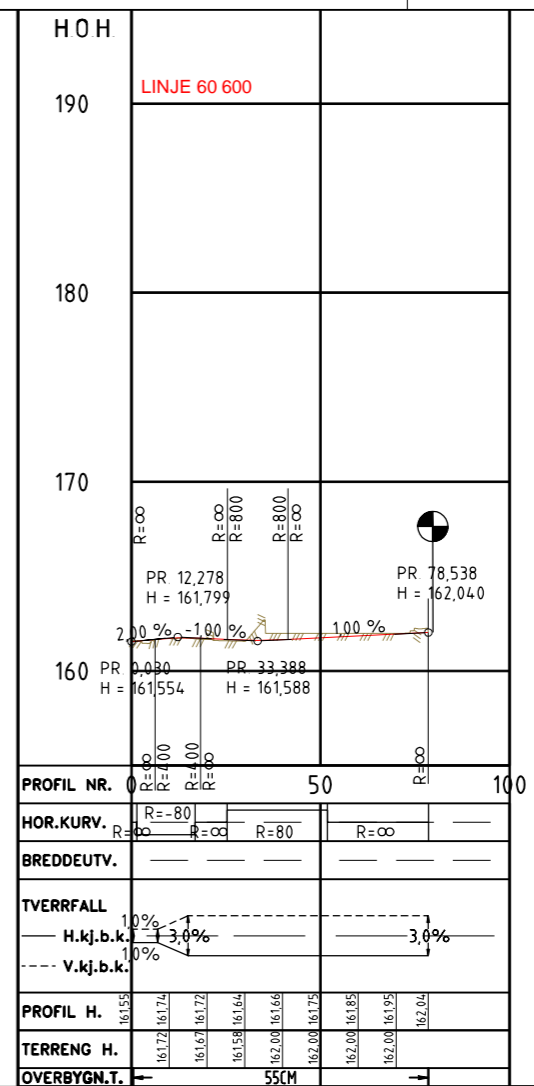 H.O.H.
LINJE 60 600
190
180
170
R=∞
R=∞
R=800
R=800
R=∞
PR. 12,278
H = 161,799
PR. 78,538
H = 162,040
2,00 %
-1,00 %
1,00 %
160
PR. 0,030
H = 161,554
PR. 33,388
H = 161,588
R=∞
R=400
R=400
R=∞
R=∞
PROFIL NR. 0 50 100
HOR.KURV. R=∞ R=-80 R=∞ R=80 R=∞
BREDDEUTV.
TVERRFALL
1,0%
H.kj.b.k. 3,0% 3,0%
1,0%
V.kj.b.k.
PROFIL H. 161,55 161,74 161,72 161,64 161,66 161,75 161,85 161,95 162,04
TERRENG H. 161,72 161,67 161,58 162,00 162,00 162,00 162,00
OVERBYGN.T. 55CM